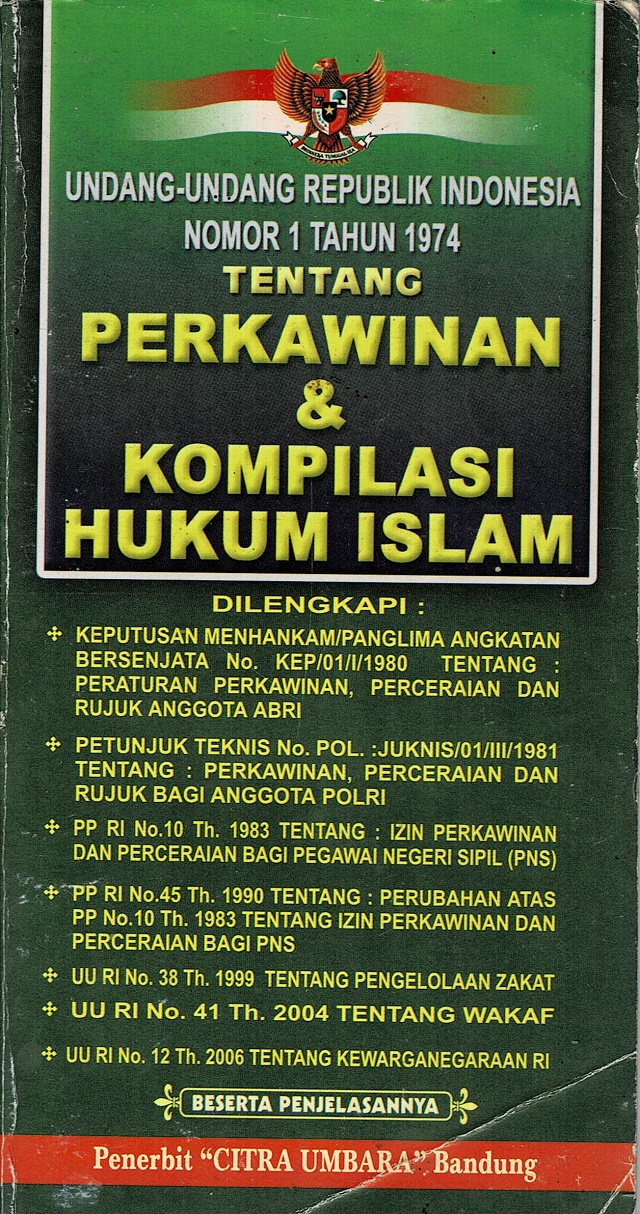 BHINNEKA TUNGGAL IKA
UNDANG-UNDANG REPUBLIK INDONESIA
NOMOR 1 TAHUN 1974
TENTANG
PERKAWINAN
&
KOMPILASI
HUKUM ISLAM
DILENGKAPI :
KEPUTUSAN MENHANKAM/PANGLIMA ANGKATAN
BERSENJATA No. KEP/01/I/1980 TENTANG :
PERATURAN PERKAWINAN, PERCERAIAN DAN
RUJUK ANGGOTA ABRI
PETUNJUK TEKNIS No. POL. :JUKNIS/01/III/1981
TENTANG : PERKAWINAN, PERCERAIAN DAN
RUJUK BAGI ANGGOTA POLRI
PP RI No.10 Th. 1983 TENTANG : IZIN PERKAWINAN
DAN PERCERAIAN BAGI PEGAWAI NEGERI SIPIL (PNS)
PP RI No.45 Th. 1990 TENTANG : PERUBAHAN ATAS
PP No.10 Th. 1983 TENTANG IZIN PERKAWINAN DAN
PERCERAIAN BAGI PNS
UU RI No. 38 Th. 1999 TENTANG PENGELOLAAN ZAKAT
UU RI No. 41 Th. 2004 TENTANG WAKAF
UU RI No. 12 Th. 2006 TENTANG KEWARGANEGARAAN RI
BESERTA PENJELASANNYA
Penerbit “CITRA UMBARA” Bandung